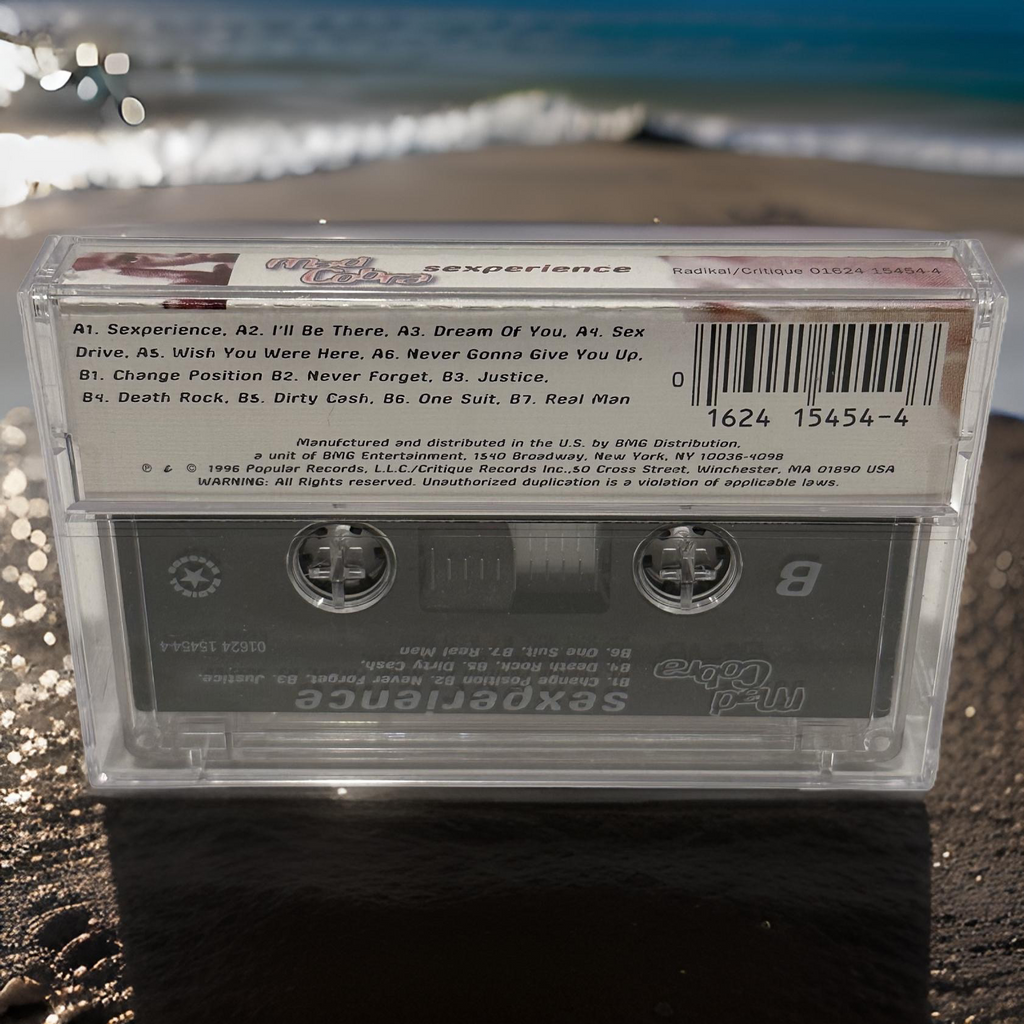 Mad Cobra sexperience Radikal/Critique 01624 15454-4
A1. Sexperience, A2. I'll Be There, A3. Dream Of You, A4. Sex
Drive, A5. Wish You Were Here, A6. Never Gonna Give You Up,
B1. Change Position B2. Never Forget, B3. Justice,
B4. Death Rock, B5. Dirty Cash, B6. One Suit, B7. Real Man
0 1624 15454-4
Manufctured and distributed in the U.S. by BMG Distribution,
a unit of BMG Entertainment, 1540 Broadway, New York, NY 10036-4098
℗ & © 1996 Popular Records, L.L.C./Critique Records Inc.,50 Cross Street, Winchester, MA 01890 USA
WARNING: All Rights reserved. Unauthorized duplication is a violation of applicable laws.
Mad Cobra
sexperience
B1. Change Position B2. Never Forget, B3. Justice,
B4. Death Rock, B5. Dirty Cash,
B6. One Suit, B7. Real Man
01624 15454-4
B